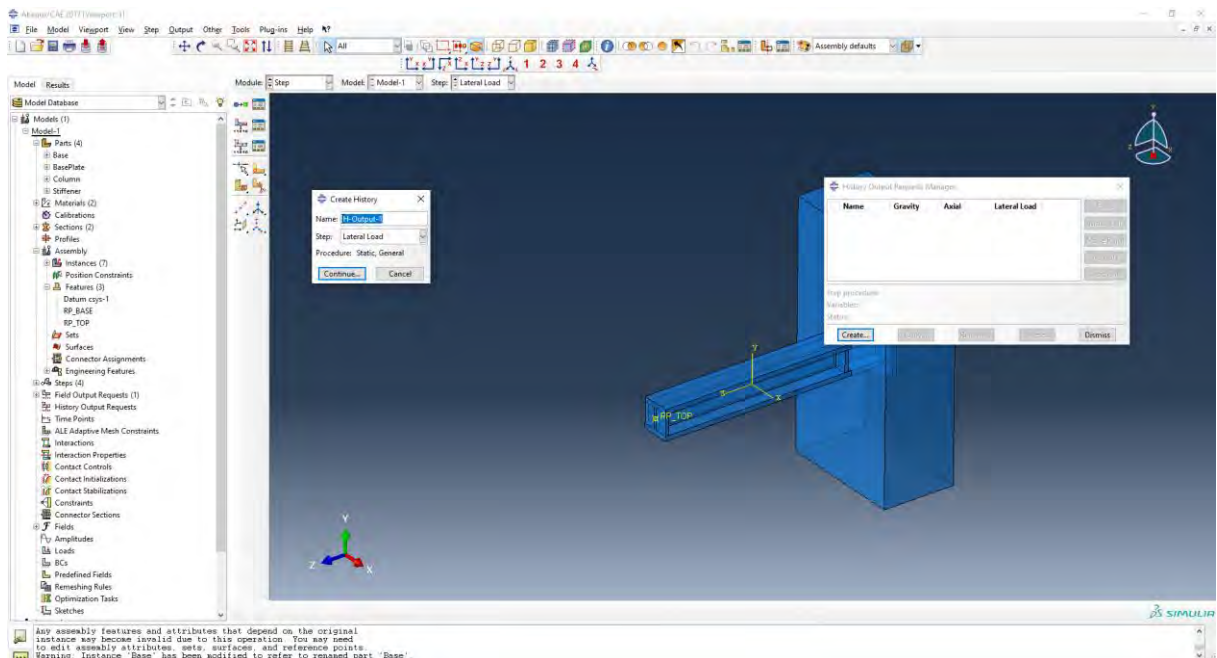 Abaqus/CAE
File Model Viewport View Step Output Other Tools Plug-ins Help
All
Assembly defaults
1 2 3 4
Model Results
Module: Step Model: Model-1 Step: Lateral Load
Model Database
Models (1)
Model-1
Parts (4)
Base
BasePlate
Column
Stiffener
Materials (2)
Calibrations
Sections (2)
Profiles
Assembly
Instances (7)
Position Constraints
Features (3)
Datum csys-1
RP_BASE
RP_TOP
Sets
Surfaces
Connector Assignments
Engineering Features
Steps (4)
Field Output Requests (1)
History Output Requests
Time Points
ALE Adaptive Mesh Constraints
Interactions
Interaction Properties
Contact Controls
Contact Initializations
Contact Stabilizations
Constraints
Connector Sections
Fields
Amplitudes
Loads
BCs
Predefined Fields
Remeshing Rules
Optimization Tasks
Sketches
Create History
Name: H-Output-1
Step: Lateral Load
Procedure: Static, General
Continue... Cancel
History Output Requests Manager
Name Gravity Axial Lateral Load
Step procedure:
Variables:
Status:
Create... Dismiss
RP_TOP
Y
Z
X
Y
Z
X
SIMULIA
Any assembly features and attributes that depend on the original
instance may become invalid due to this operation. You may need
to edit assembly attributes, sets, surfaces, and reference points.
Warning: Instance 'Base' has been modified to refer to renamed part 'Base'.